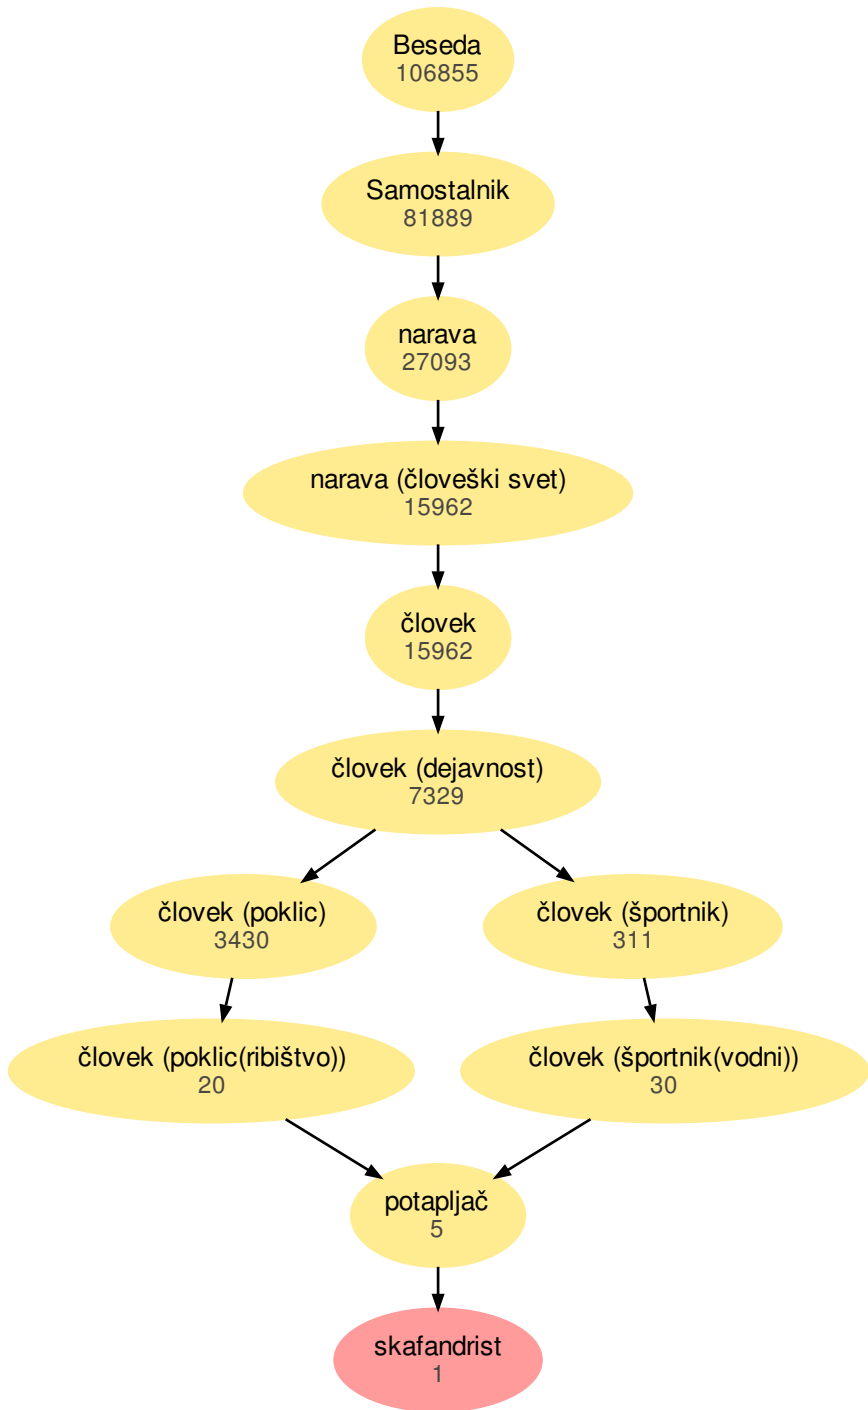 Beseda
106855
Samostalnik
81889
narava
27093
narava (človeški svet)
15962
človek
15962
človek (dejavnost)
7329
človek (poklic)
3430
človek (športnik)
311
človek (poklic(ribištvo))
20
človek (športnik(vodni))
30
potapljač
5
skafandrist
1